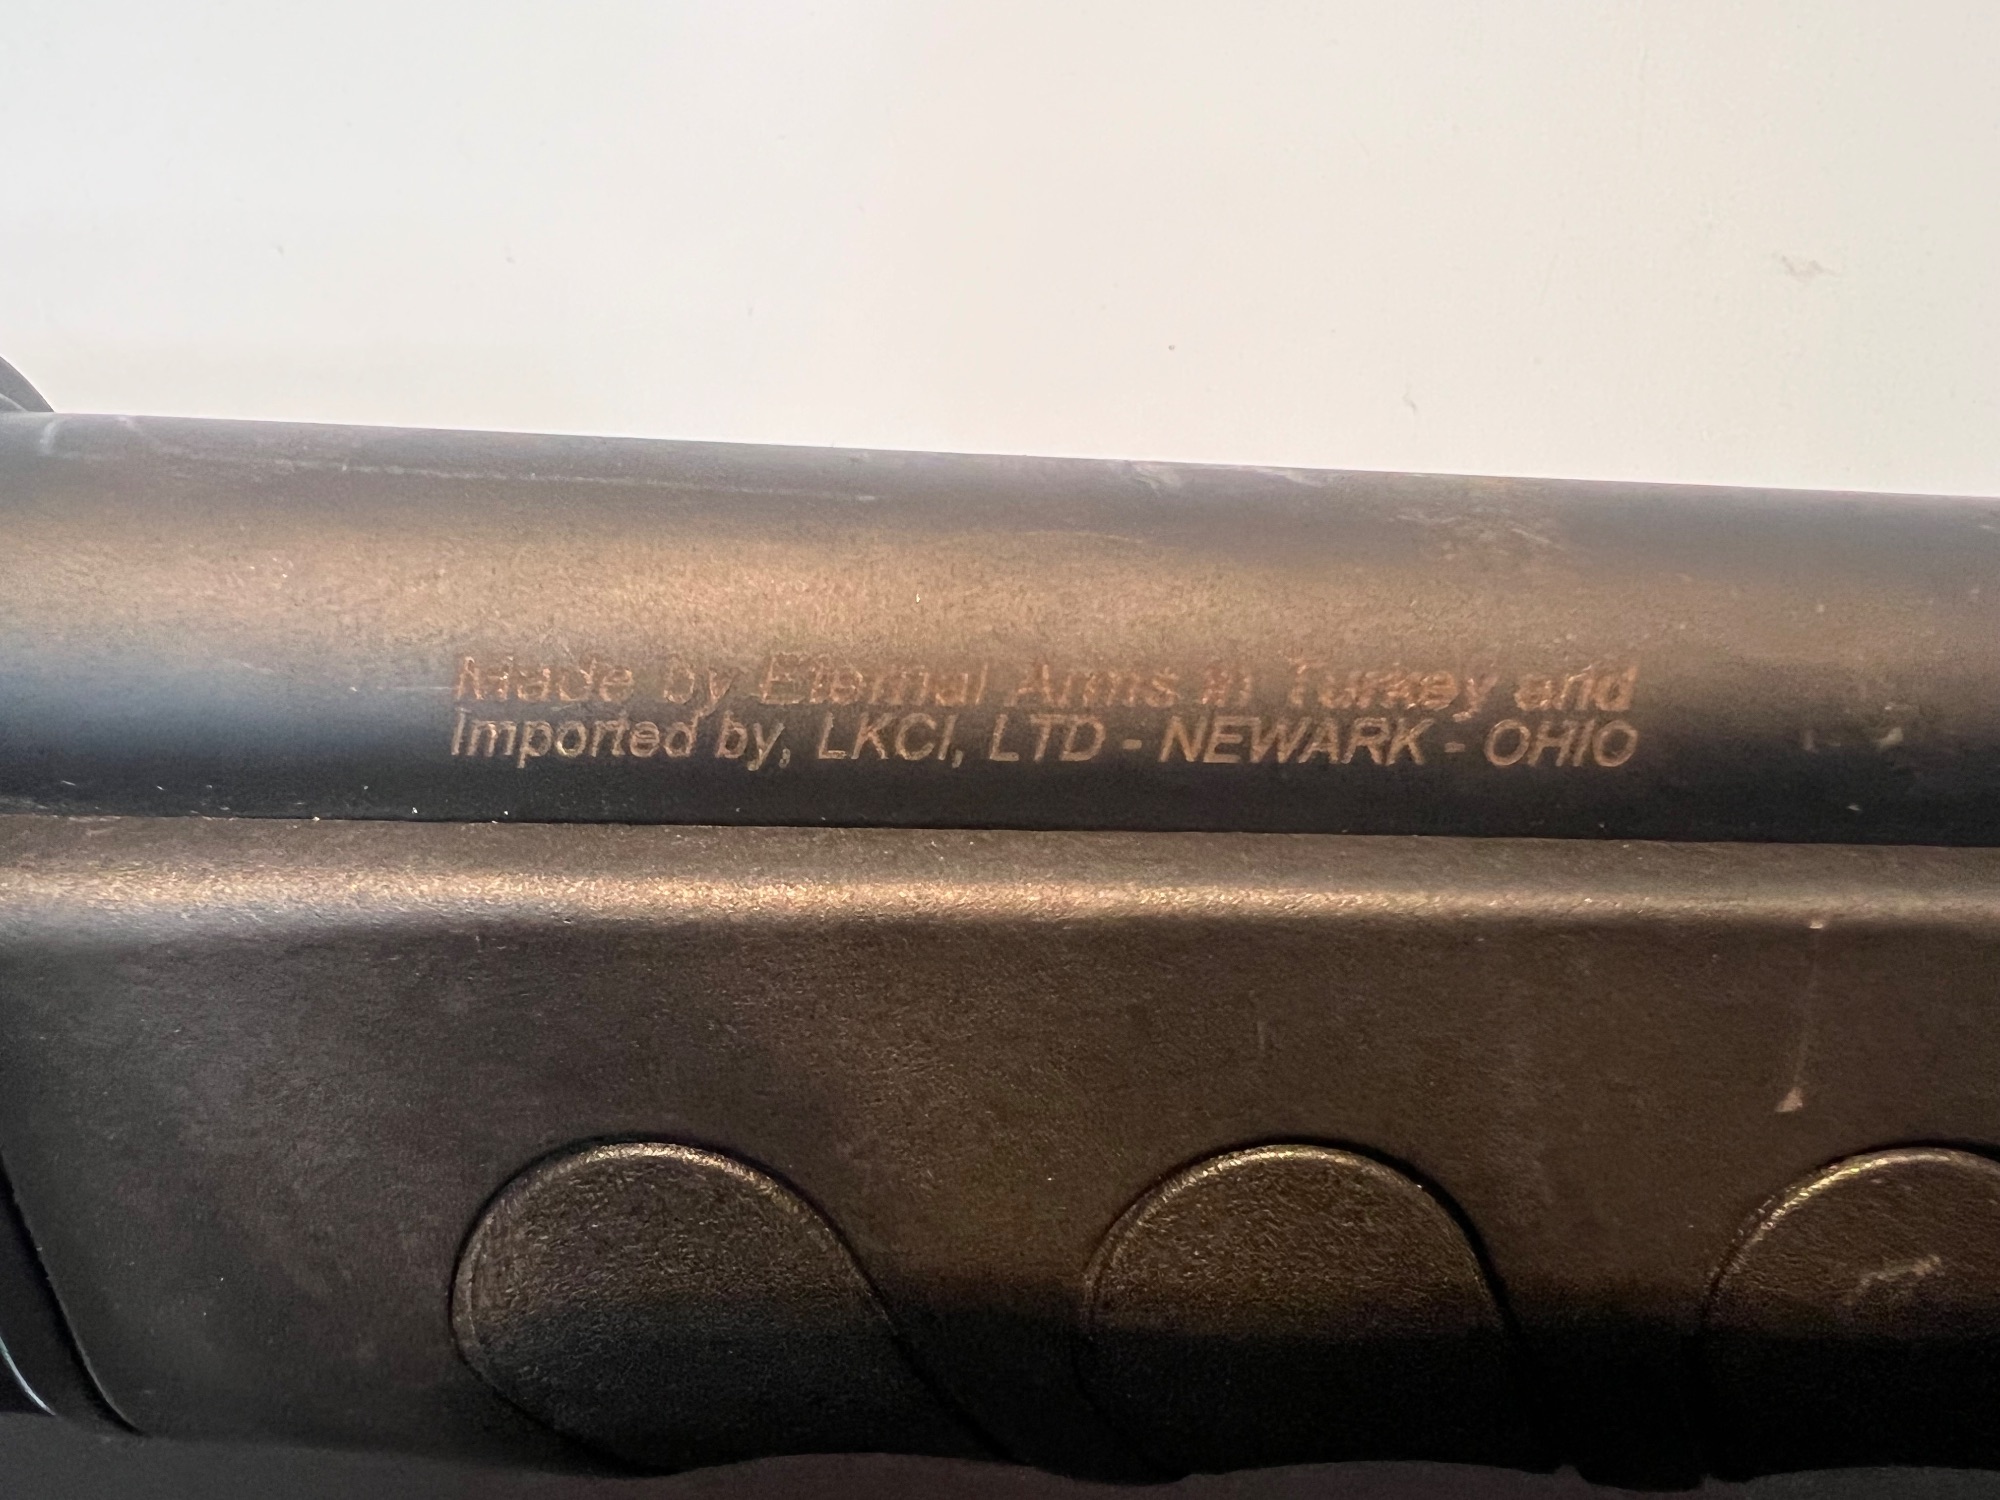 Made by Eternal Arms in Turkey and
Imported by, LKCI, LTD - NEWARK - OHIO